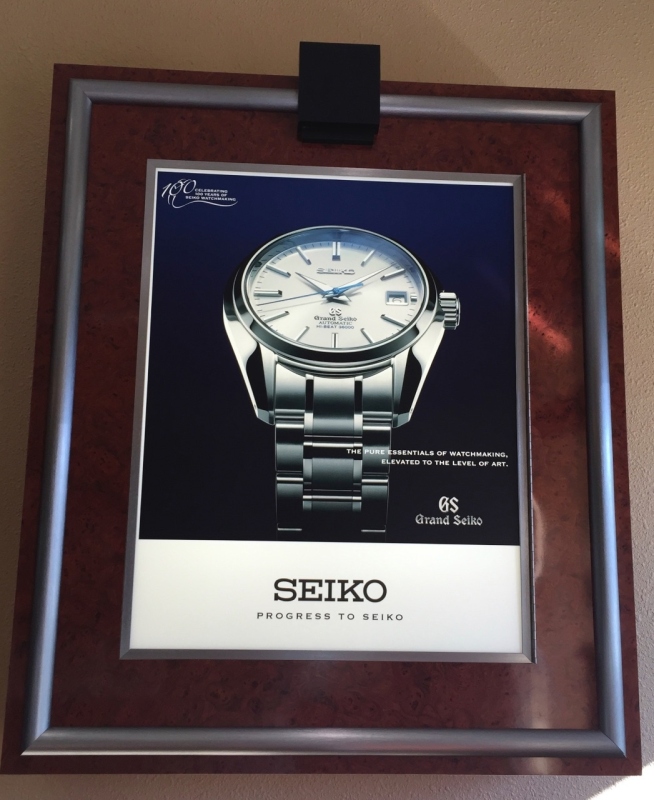 100
CELEBRATING
100 YEARS OF
SEIKO WATCHMAKING
SEIKO
GS
Grand Seiko
AUTOMATIC
HI-BEAT 36000
THE PURE ESSENTIALS OF WATCHMAKING,
ELEVATED TO THE LEVEL OF ART.
GS
Grand Seiko
SEIKO
PROGRESS TO SEIKO